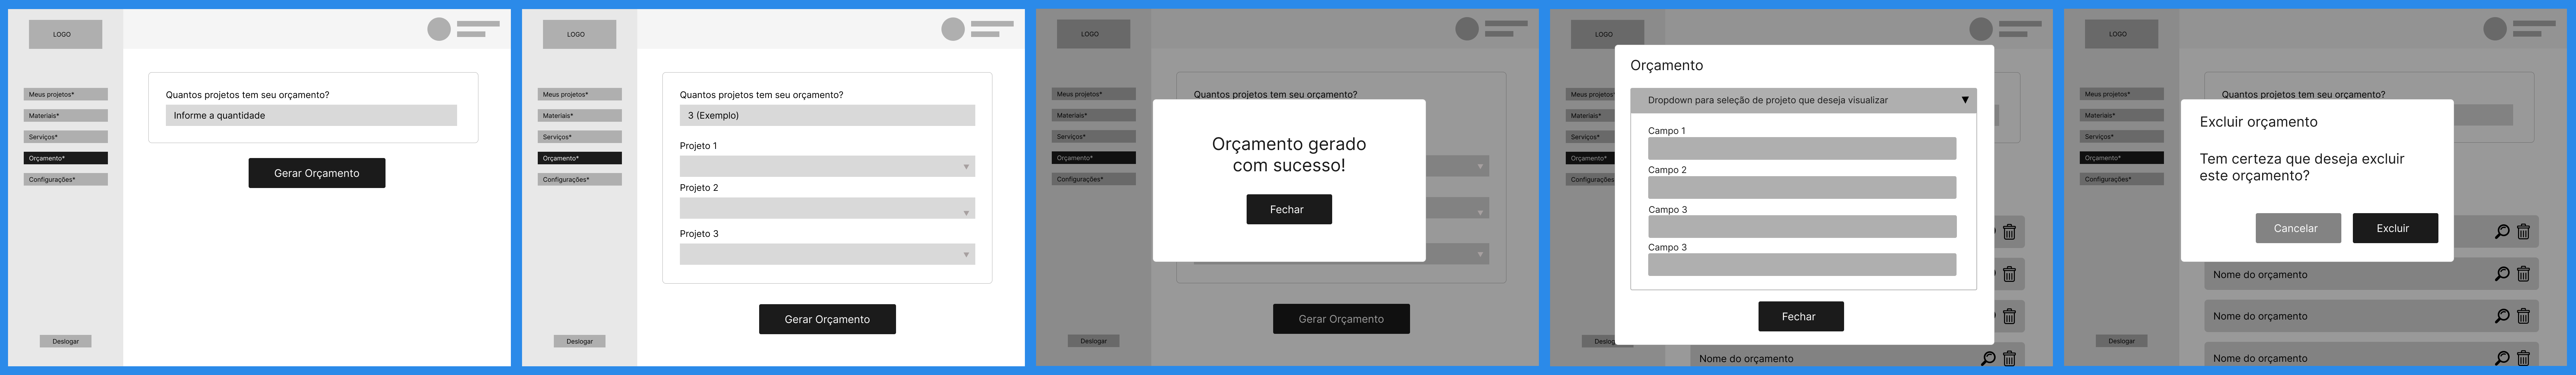 LOGO
Meus projetos*
Materiais*
Serviços*
Orçamento*
Configurações*
Deslogar
Quantos projetos tem seu orçamento?
Informe a quantidade
Gerar Orçamento
LOGO
Meus projetos*
Materiais*
Serviços*
Orçamento*
Configurações*
Deslogar
Quantos projetos tem seu orçamento?
3 (Exemplo)
Projeto 1
Projeto 2
Projeto 3
Gerar Orçamento
LOGO
Meus projetos*
Materiais*
Serviços*
Orçamento*
Configurações*
Deslogar
Quantos projetos tem seu orçamento?
Orçamento gerado
com sucesso!
Fechar
Gerar Orçamento
LOGO
Meus projetos*
Materiais*
Serviços*
Orçamento*
Configurações
Orçamento
Dropdown para seleção de projeto que deseja visualizar
Campo 1
Campo 2
Campo 3
Campo 3
Fechar
Nome do orçamento
LOGO
Meus projetos*
Materiais*
Serviços*
Orçamento*
Configurações*
Deslogar
Quantos projetos tem seu orçamento?
Excluir orçamento
Tem certeza que deseja excluir
este orçamento?
Cancelar
Excluir
Nome do orçamento
Nome do orçamento
Nome do orçamento